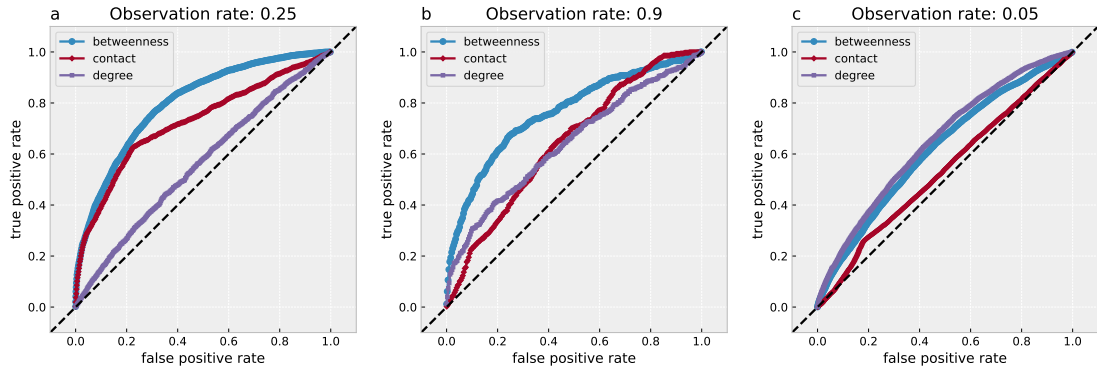 a
Observation rate: 0.25
betweenness
contact
degree
true positive rate
1.0
0.8
0.6
0.4
0.2
0.0
0.0 0.2 0.4 0.6 0.8 1.0
false positive rate
b
Observation rate: 0.9
betweenness
contact
degree
true positive rate
1.0
0.8
0.6
0.4
0.2
0.0
0.0 0.2 0.4 0.6 0.8 1.0
false positive rate
c
Observation rate: 0.05
betweenness
contact
degree
true positive rate
1.0
0.8
0.6
0.4
0.2
0.0
0.0 0.2 0.4 0.6 0.8 1.0
false positive rate